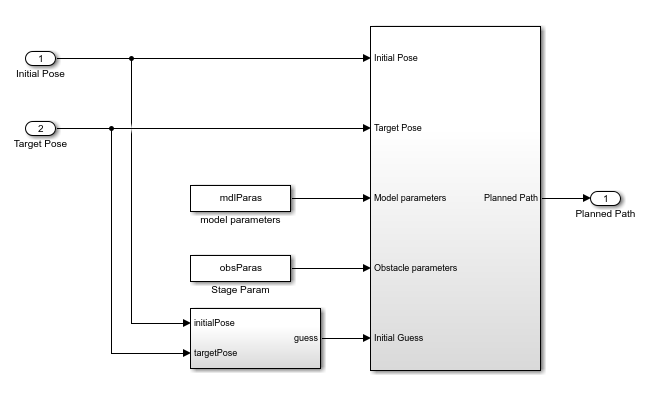 1
Initial Pose
Initial Pose
2
Target Pose
Target Pose
mdlParas
model parameters
Model parameters
Planned Path
1
Planned Path
obsParas
Stage Param
Obstacle parameters
initialPose
targetPose
guess
Initial Guess